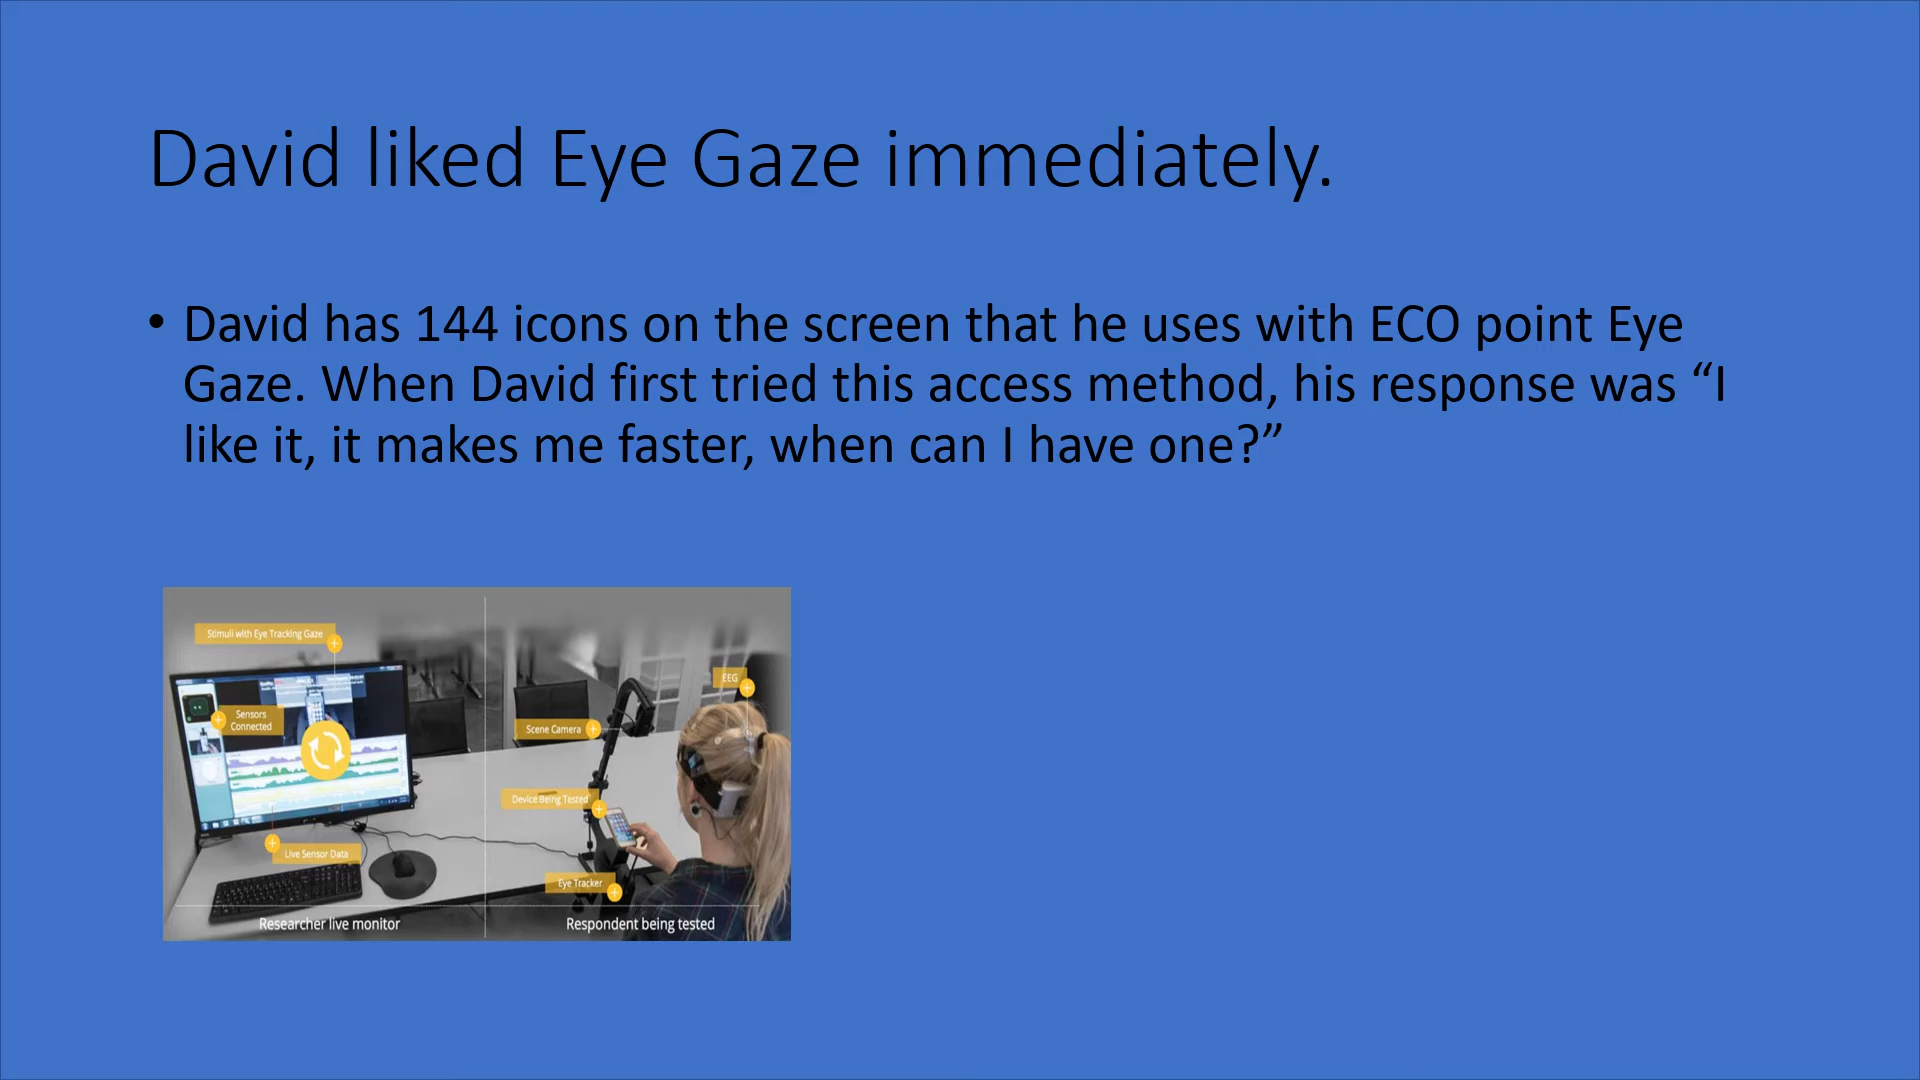 David liked Eye Gaze immediately.
• David has 144 icons on the screen that he uses with ECO point Eye
Gaze. When David first tried this access method, his response was “I
like it, it makes me faster, when can I have one?”
Stimuli with Eye Tracking Gaze
EEG
Sensors
Connected
Scene Camera
Device Being Tested
Live Sensor Data
Eye Tracker
Researcher live monitor
Respondent being tested